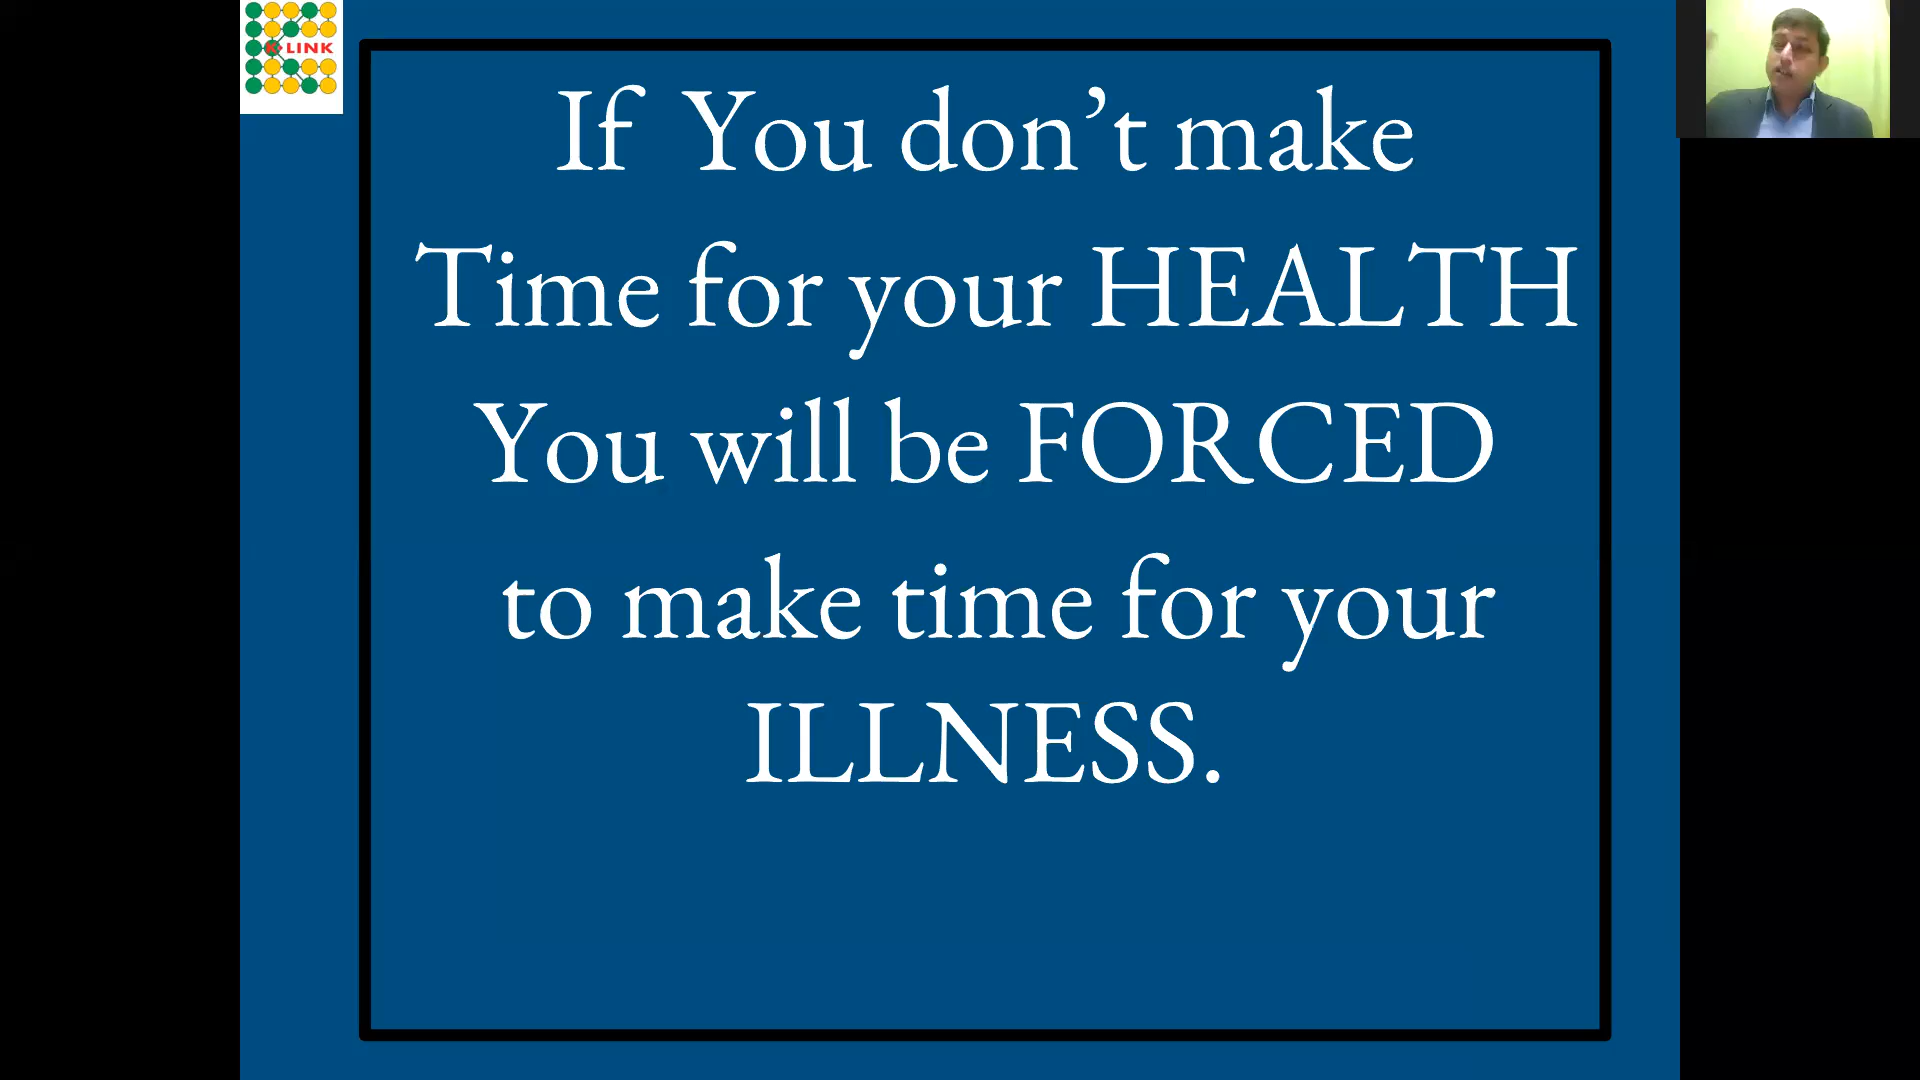 K-LINK
If You don’t make
Time for your HEALTH
You will be FORCED
to make time for your
ILLNESS.